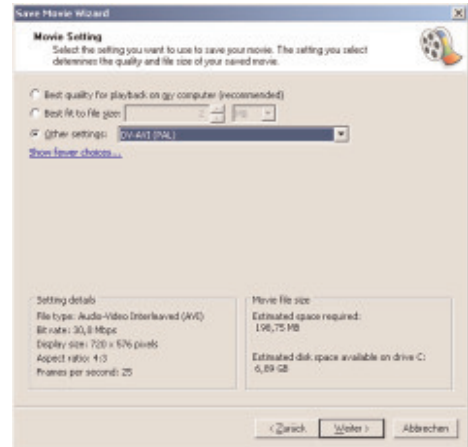 Save Movie Wizard
Movie Setting
Select the setting you want to use to save your movie. The setting you select
determines the quality and file size of your saved movie.
Best quality for playback on my computer (recommended)
Best fit to file size: 2 MB
Other settings: DV-AVI (PAL)
Show fewer choices...
Setting details
File type: Audio-Video Interleaved (AVI)
Bit rate: 30,0 Mbps
Display size: 720 x 576 pixels
Aspect ratio: 4:3
Frames per second: 25
Movie file size
Estimated space required:
198,75 MB
Estimated disk space available on drive C:
6,89 GB
< Zurück Weiter > Abbrechen